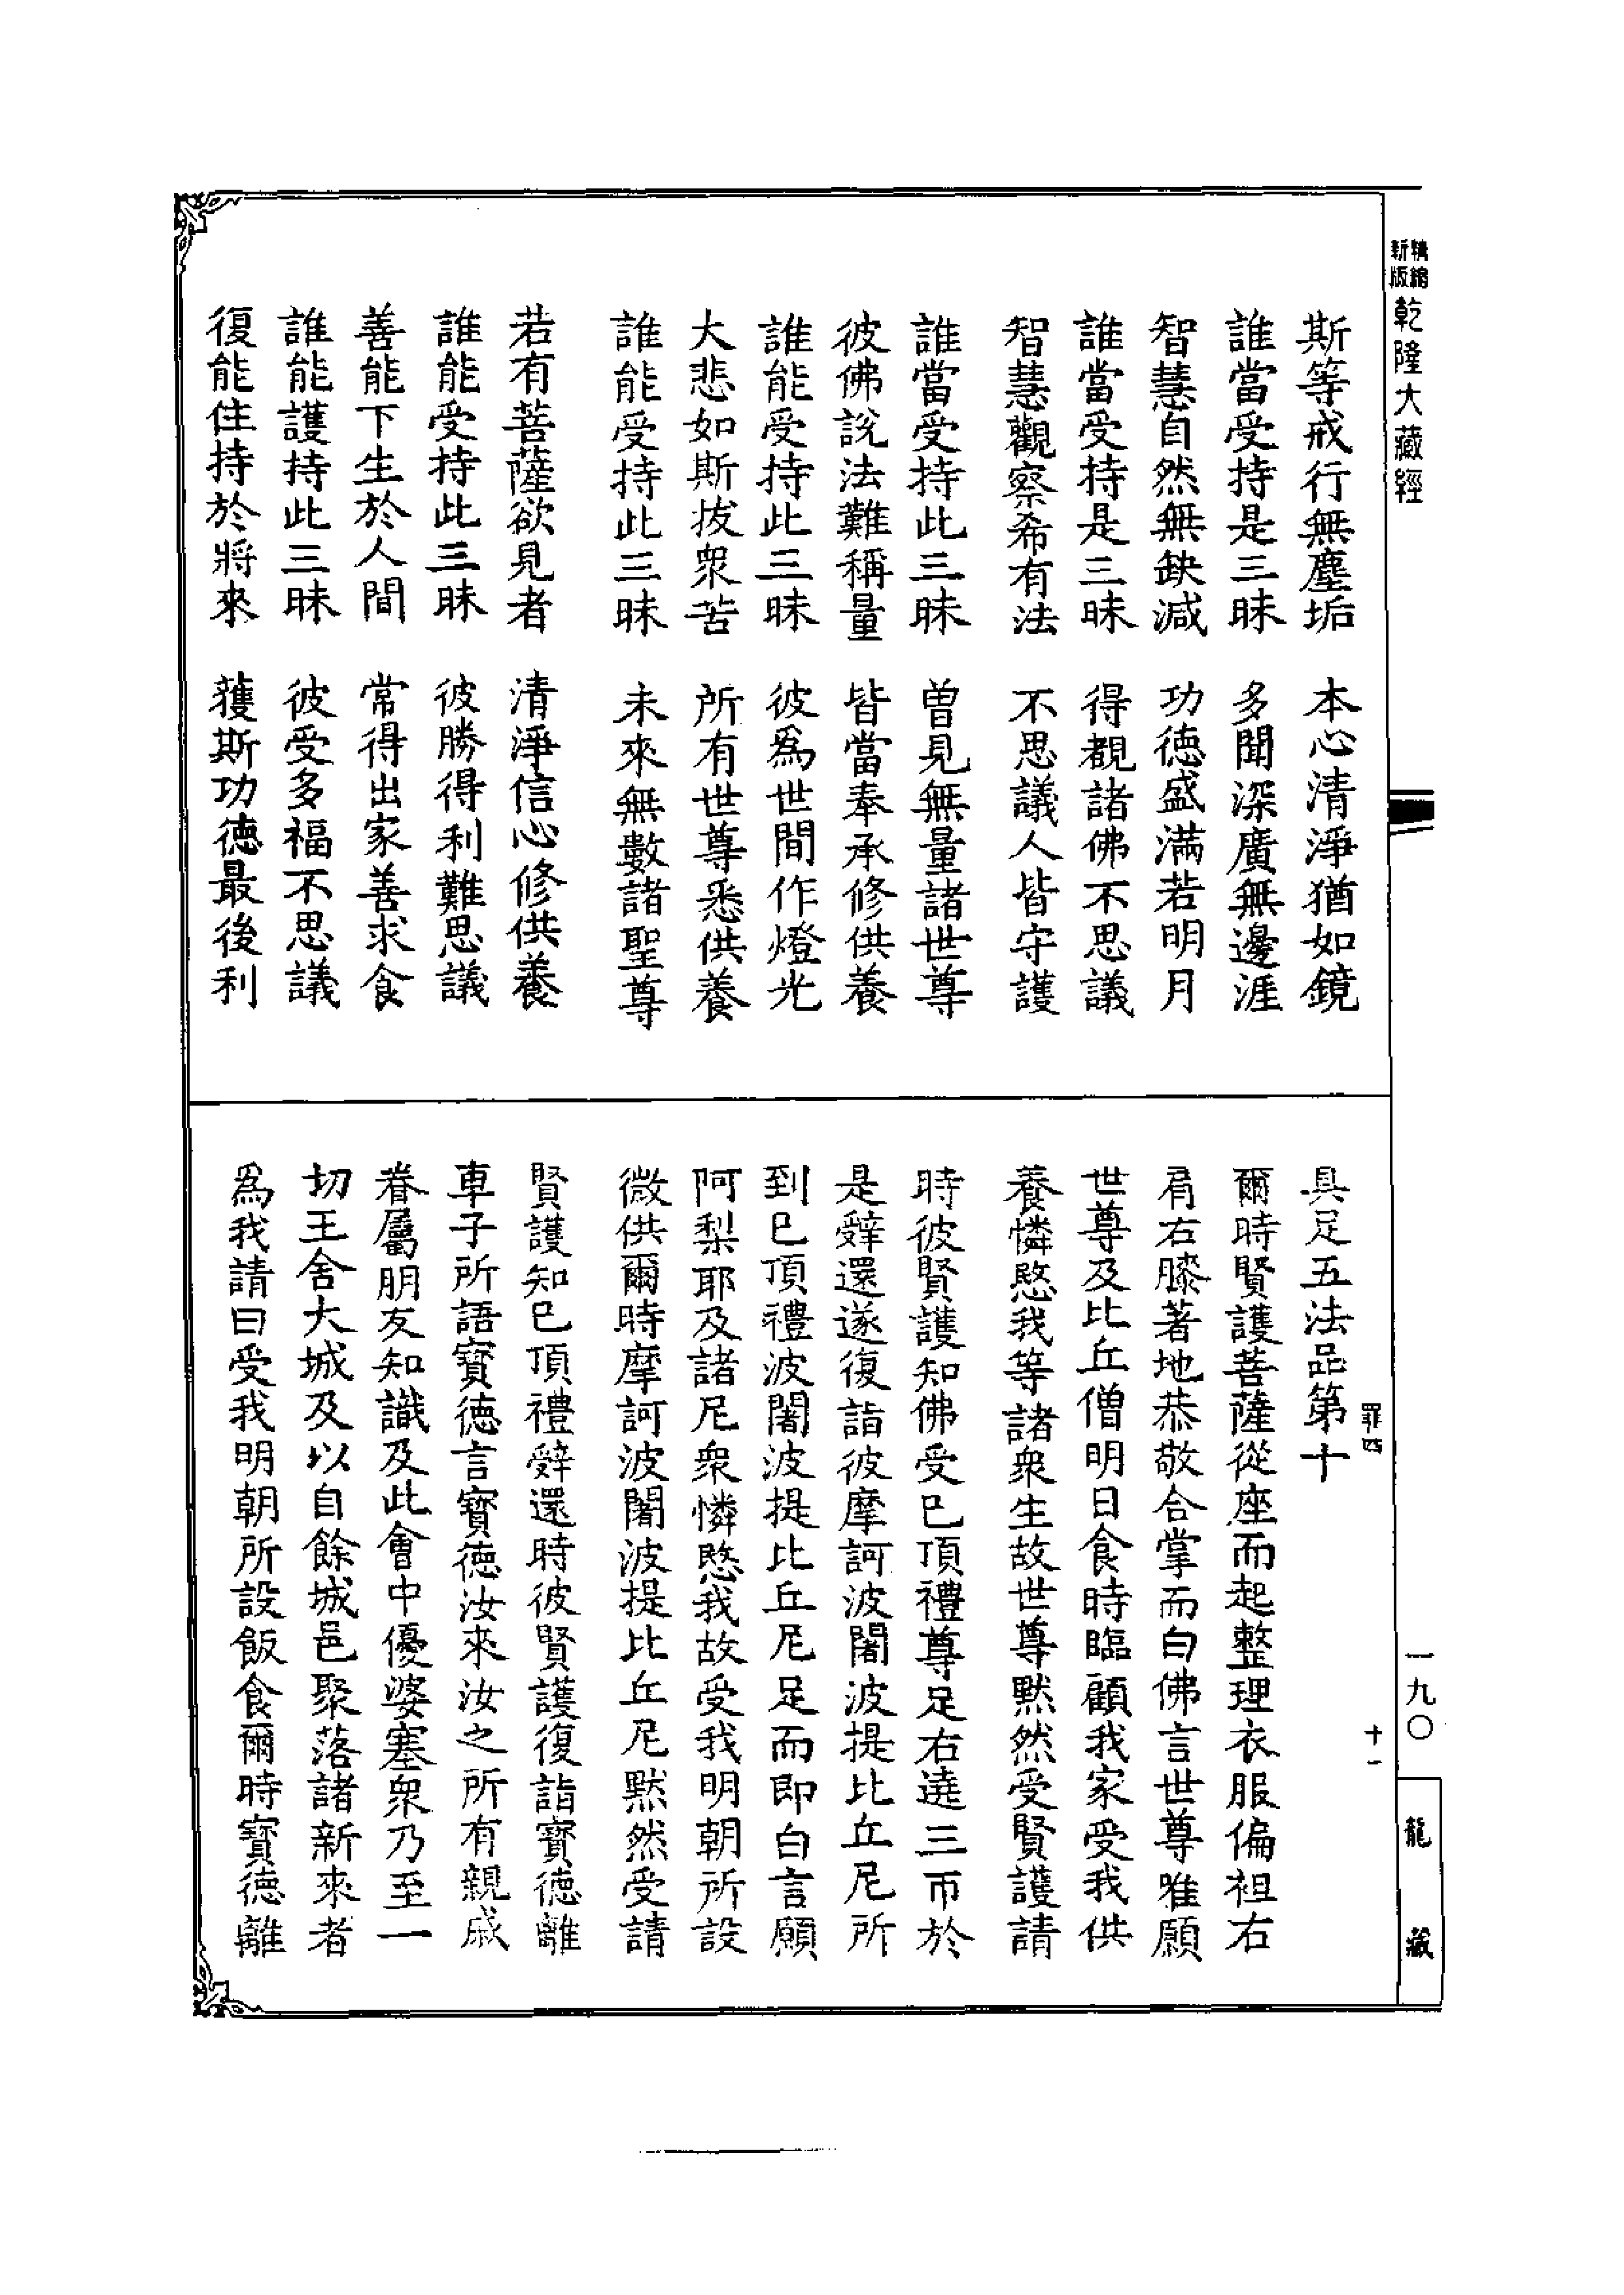 精縮
新版
乾隆大藏經
斯等戒行無塵垢　本心清淨猶如鏡
誰當受持是三昧　多聞深廣無邊涯
智慧自然無缺減　功德盛滿若明月
誰當受持是三昧　得覩諸佛不思議
智慧觀察希有法　不思議人皆守護
誰當受持此三昧　曾見無量諸世尊
彼佛說法難稱量　皆當奉承修供養
誰能受持此三昧　彼爲世間作燈光
大悲如斯拔衆苦　所有世尊悉供養
誰能受持此三昧　未來無數諸聖尊
若有菩薩欲見者　清淨信心修供養
誰能受持此三昧　彼勝得利難思議
善能下生於人間　常得出家善求食
誰能護持此三昧　彼受多福不思議
復能住持於將來　獲斯功德最後利
罪四
十一
具足五法品第十
爾時賢護菩薩從座而起整理衣服偏袒右
肩右膝著地恭敬合掌而白佛言世尊唯願
世尊及比丘僧明日食時臨顧我家受我供
養憐愍我等諸衆生故世尊黙然受賢護請
時彼賢護知佛受已頂禮尊足右遶三帀於
是辤還遂復詣彼摩訶波闍波提比丘尼所
到已頂禮波闍波提比丘尼足而即白言願
阿梨耶及諸尼衆憐愍我故受我明朝所設
微供爾時摩訶波闍波提比丘尼黙然受請
賢護知已頂禮辤還時彼賢護復詣寶德離
車子所語寶德言寶德汝來汝之所有親戚
眷屬朋友知識及此會中優婆塞衆乃至一
切王舍大城及以自餘城邑聚落諸新來者
爲我請曰受我明朝所設飯食爾時寶德離
一九〇
龍藏